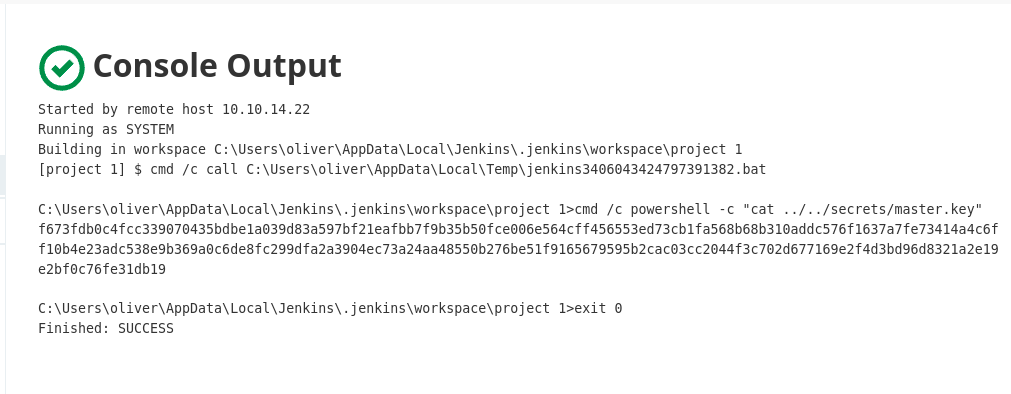 Console Output
Started by remote host 10.10.14.22
Running as SYSTEM
Building in workspace C:\Users\oliver\AppData\Local\Jenkins\.jenkins\workspace\project 1
[project 1] $ cmd /c call C:\Users\oliver\AppData\Local\Temp\jenkins3406043424797391382.bat
C:\Users\oliver\AppData\Local\Jenkins\.jenkins\workspace\project 1>cmd /c powershell -c "cat ../../secrets/master.key"
f673fdb0c4fcc339070435bdbe1a039d83a597bf21eafbb7f9b35b50fce006e564cff456553ed73cb1fa568b68b310addc576f1637a7fe73414a4c6f
f10b4e23adc538e9b369a0c6de8fc299dfa2a3904ec73a24aa48550b276be51f9165679595b2cac03cc2044f3c702d677169e2f4d3bd96d8321a2e19
e2bf0c76fe31db19
C:\Users\oliver\AppData\Local\Jenkins\.jenkins\workspace\project 1>exit 0
Finished: SUCCESS